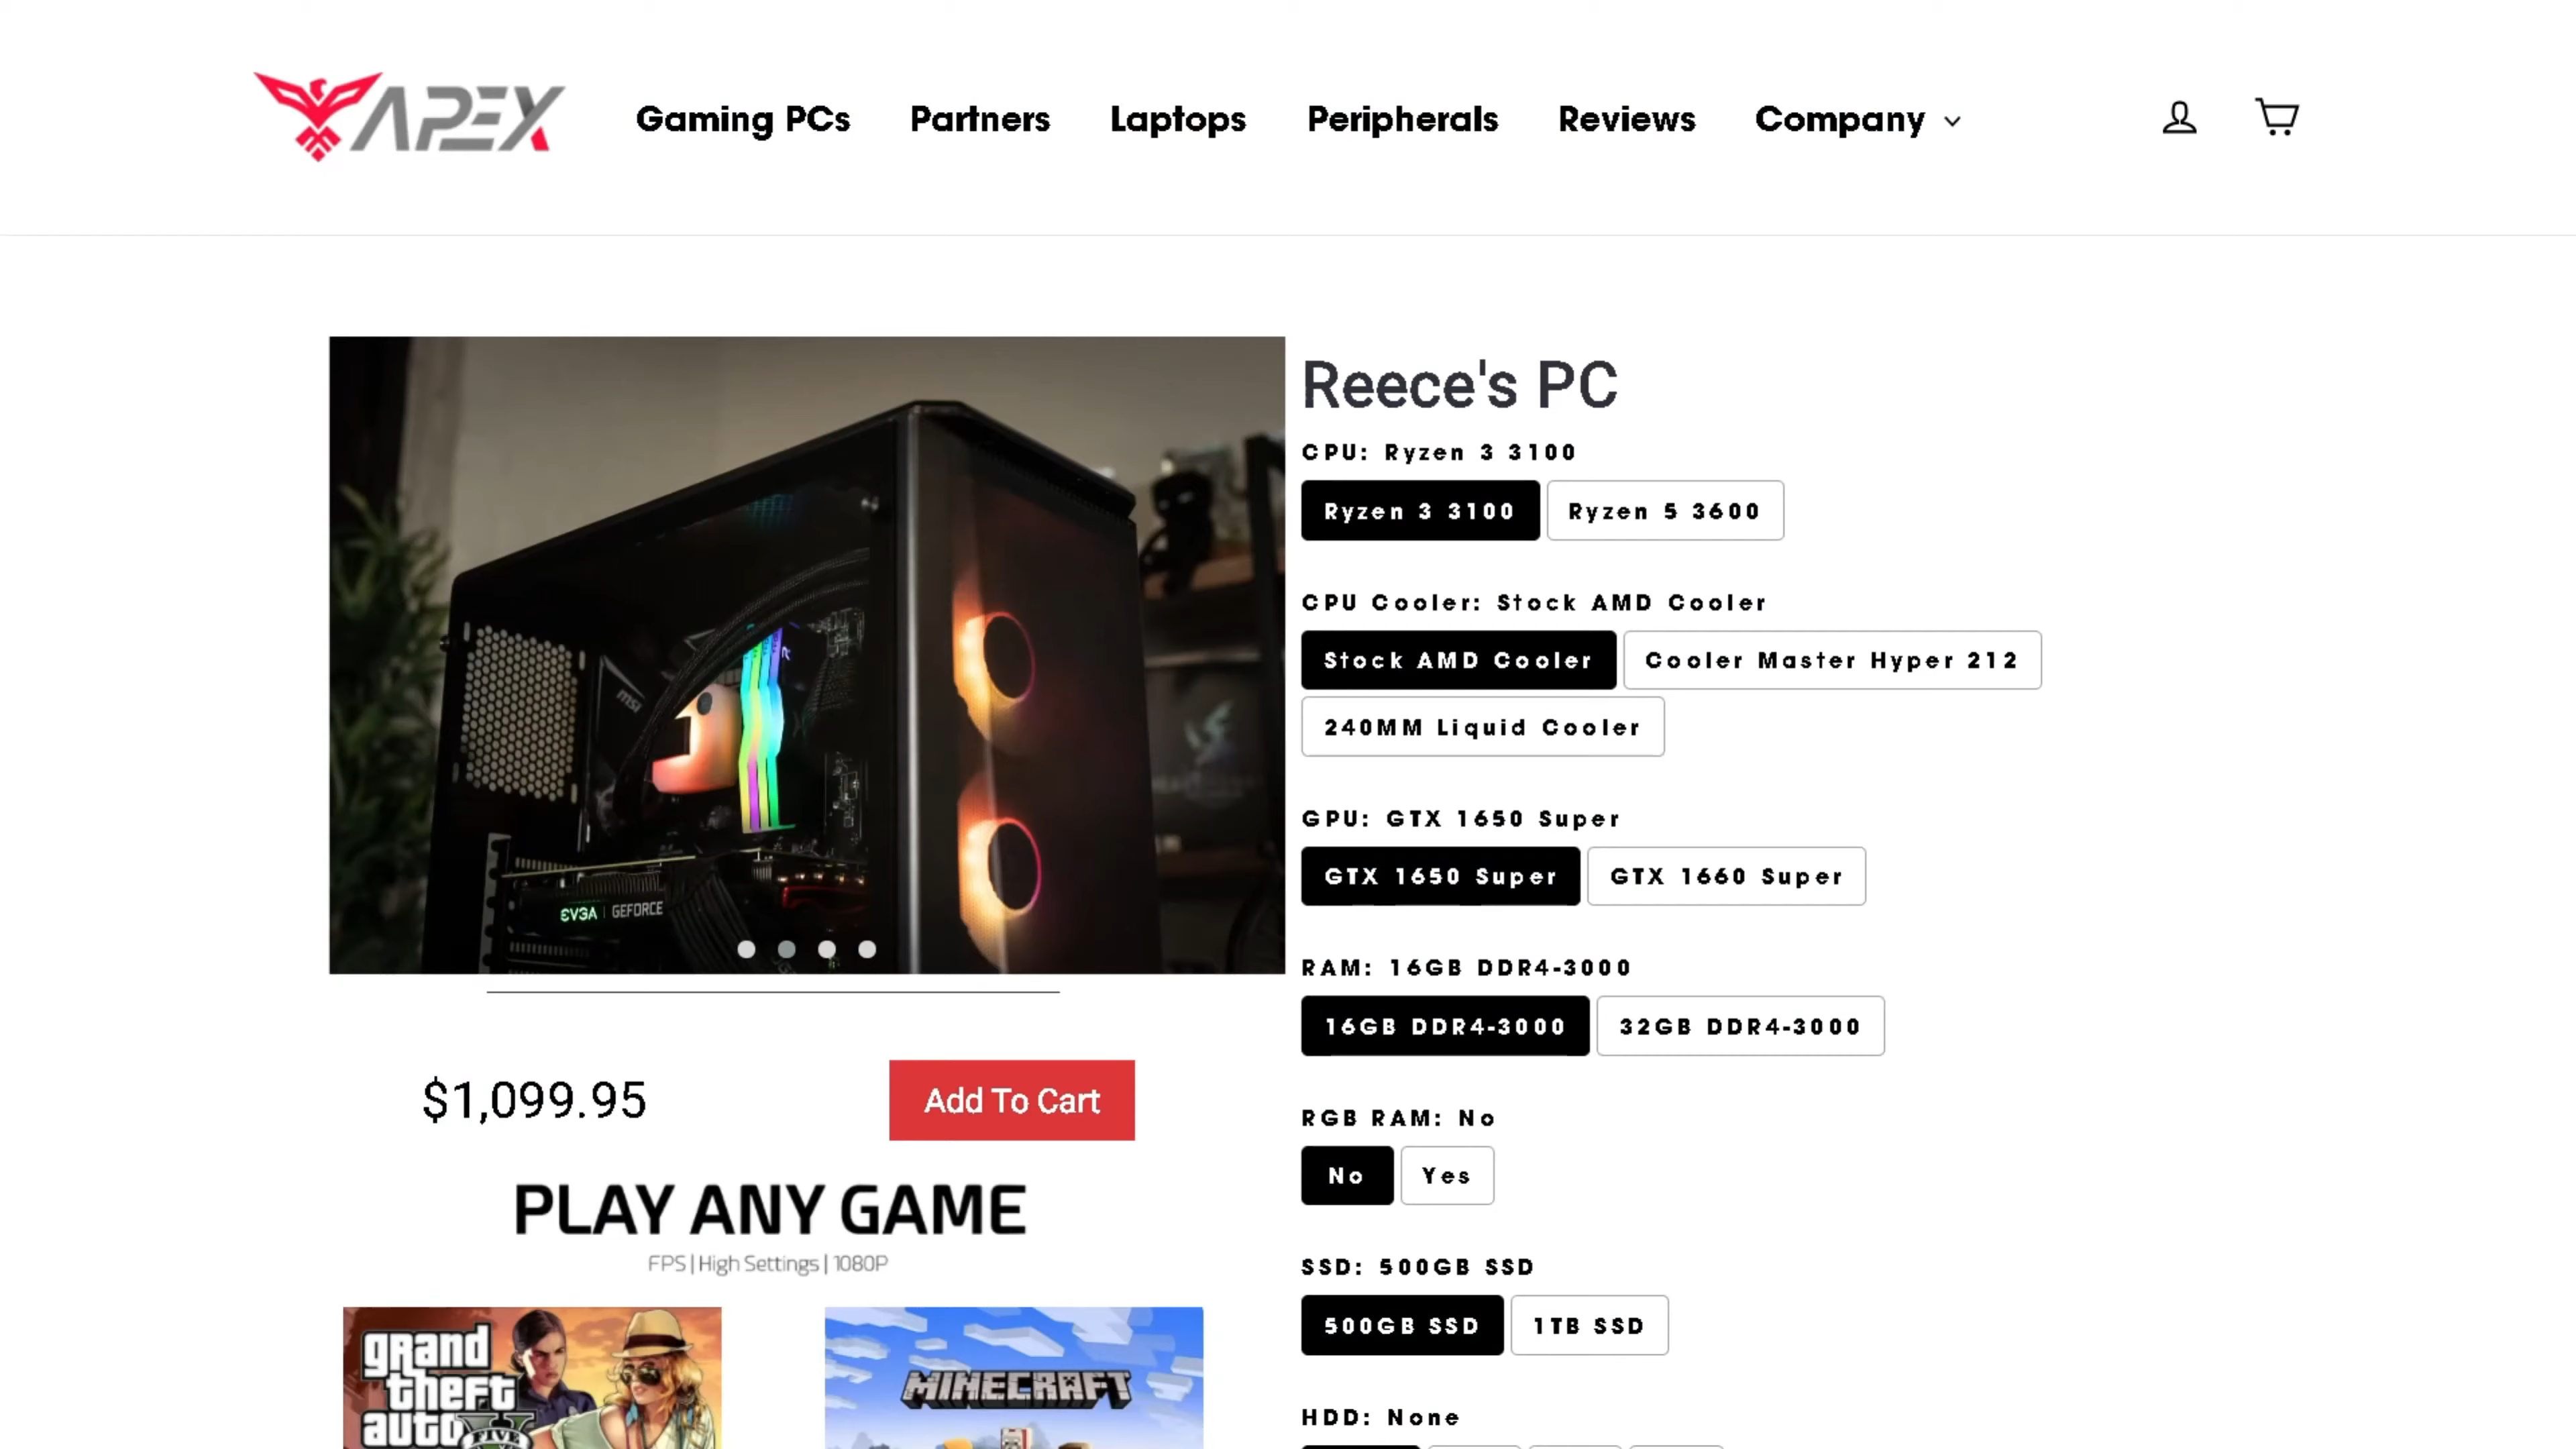 APEX
Gaming PCs
Partners
Laptops
Peripherals
Reviews
Company
msi
EVGA | GEFORCE
Reece's PC
CPU: Ryzen 3 3100
Ryzen 3 3100
Ryzen 5 3600
CPU Cooler: Stock AMD Cooler
Stock AMD Cooler
Cooler Master Hyper 212
240MM Liquid Cooler
GPU: GTX 1650 Super
GTX 1650 Super
GTX 1660 Super
RAM: 16GB DDR4-3000
16GB DDR4-3000
32GB DDR4-3000
RGB RAM: No
No
Yes
SSD: 500GB SSD
500GB SSD
1TB SSD
HDD: None
$1,099.95
Add To Cart
PLAY ANY GAME
FPS | High Settings | 1080P
grand
theft
auto
FIVE
MINECRAFT